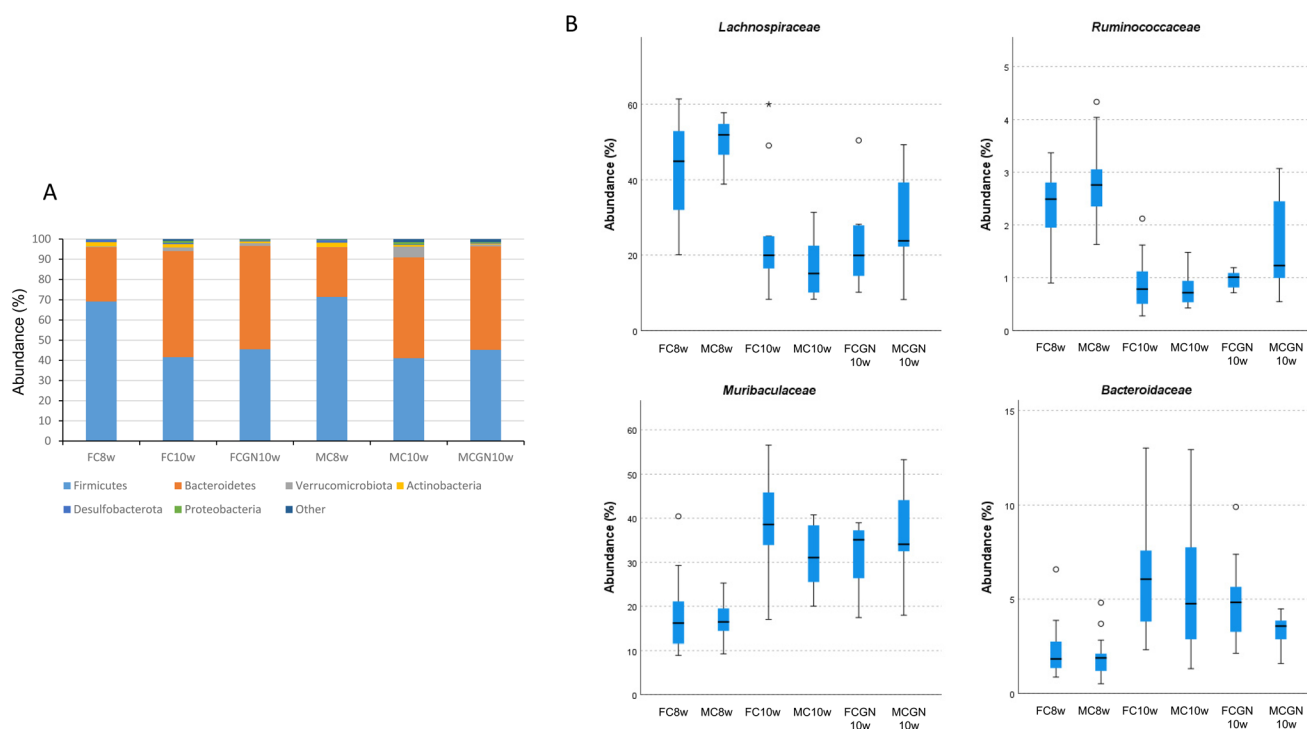 A
Abundance (%)
100
90
80
70
60
50
40
30
20
10
0
FC8w FC10w FCGN10w MC8w MC10w MCGN10w
Firmicutes Bacteroidetes Verrucomicrobiota Actinobacteria
Desulfobacterota Proteobacteria Other
B
Lachnospiraceae
Abundance (%)
60
40
20
0
FC8w MC8w FC10w MC10w FCGN MCGN
10w 10w
Ruminococcaceae
Abundance (%)
5
4
3
2
1
0
FC8w MC8w FC10w MC10w FCGN MCGN
10w 10w
Muribaculaceae
Abundance (%)
60
50
40
30
20
10
0
FC8w MC8w FC10w MC10w FCGN MCGN
10w 10w
Bacteroidaceae
Abundance (%)
15
10
5
0
FC8w MC8w FC10w MC10w FCGN MCGN
10w 10w